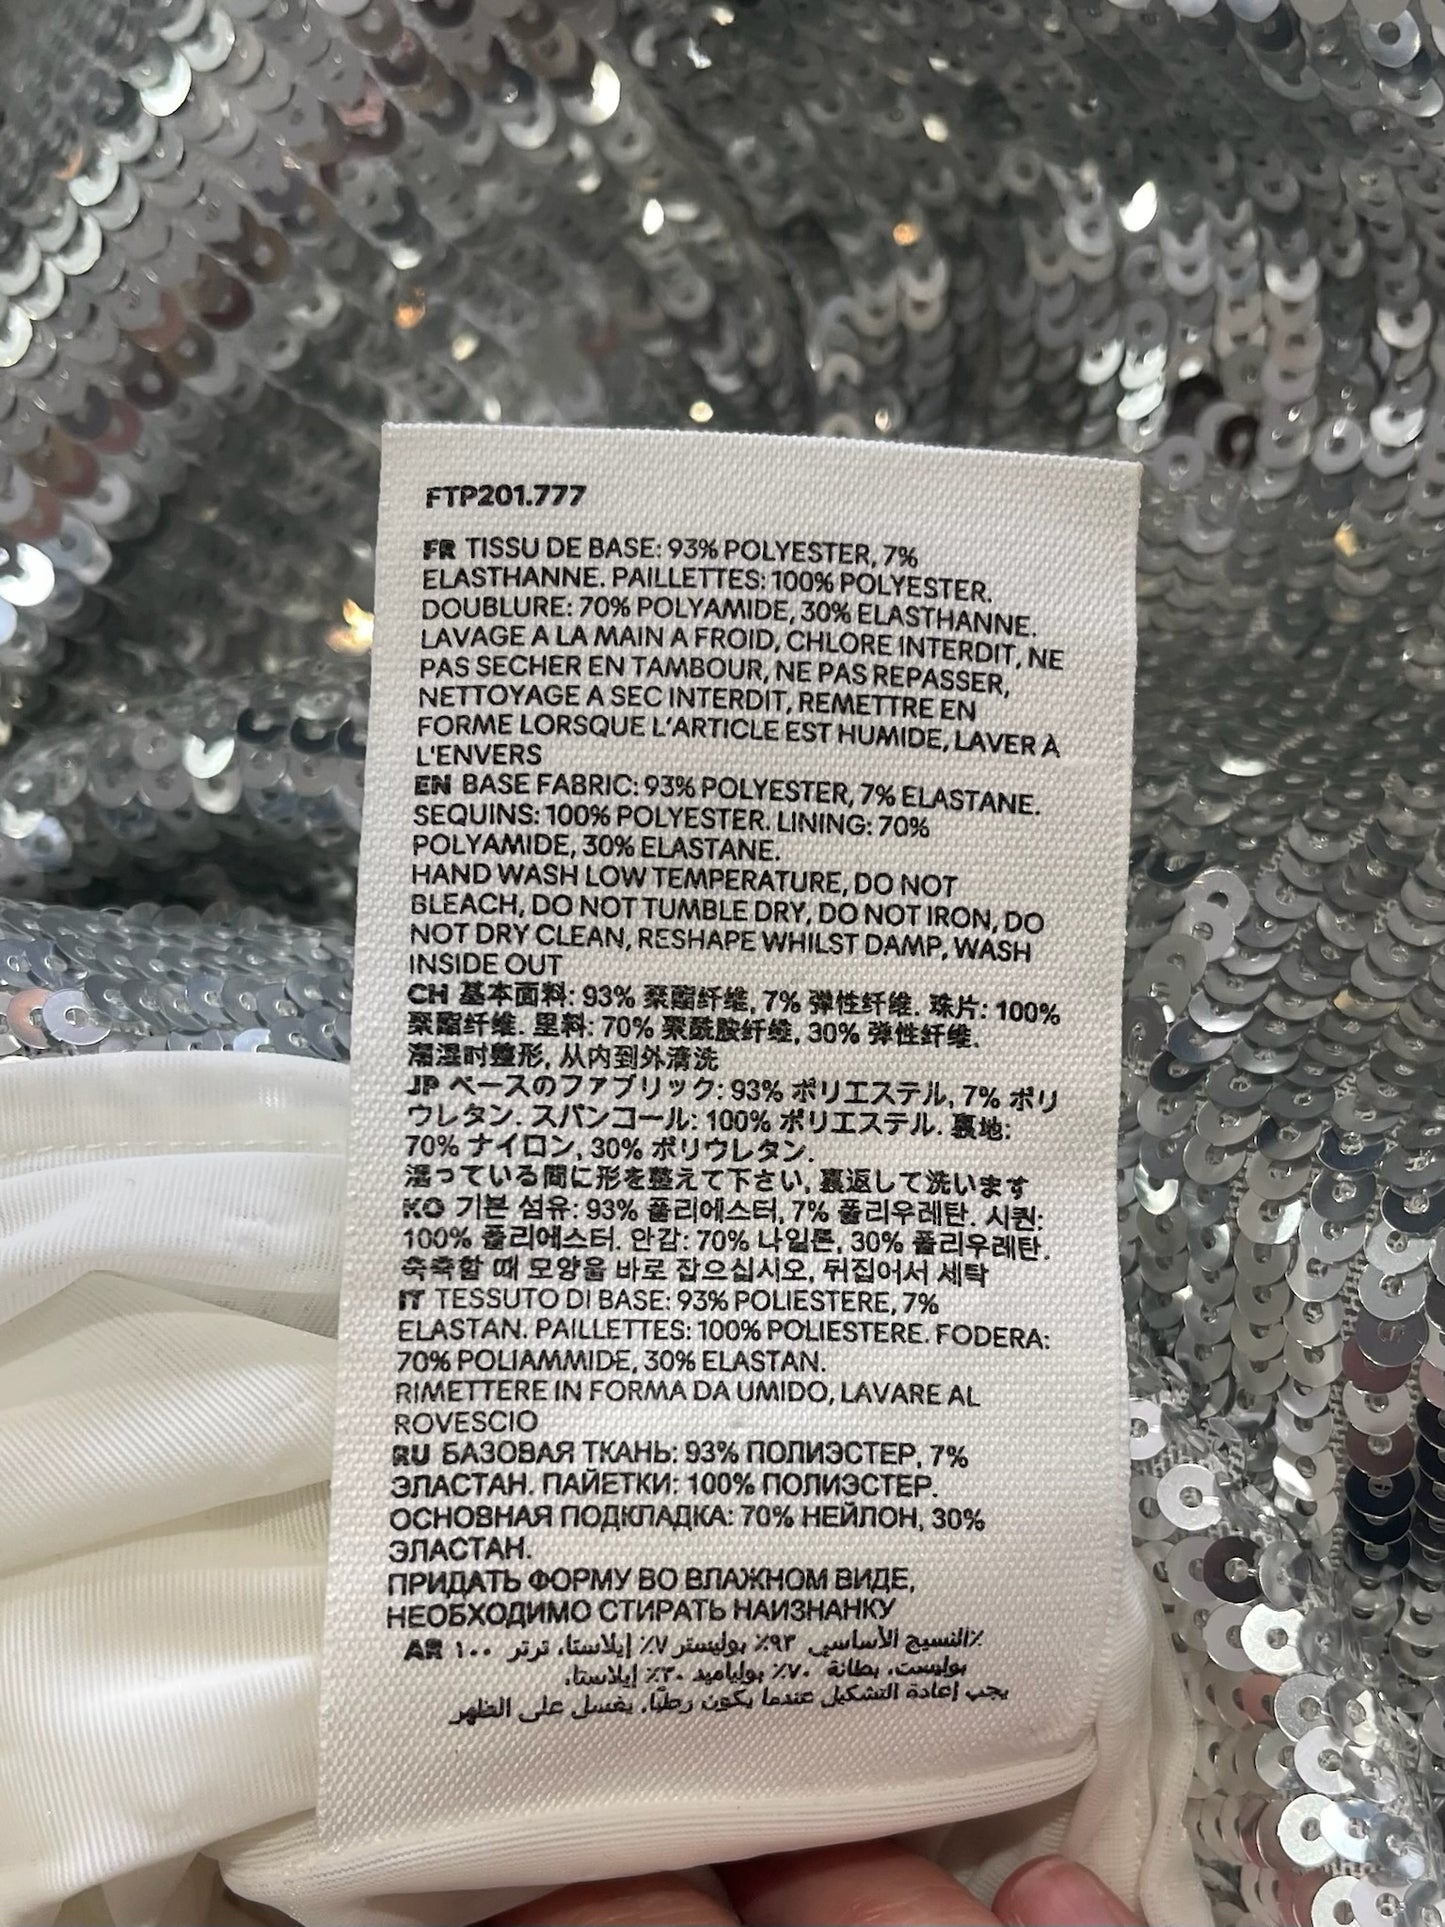 FTP201.777
FR TISSU DE BASE: 93% POLYESTER, 7%
ELASTHANNE. PAILLETTES: 100% POLYESTER.
DOUBLURE: 70% POLYAMIDE, 30% ELASTHANNE.
LAVAGE A LA MAIN A FROID, CHLORE INTERDIT, NE
PAS SECHER EN TAMBOUR, NE PAS REPASSER,
NETTOYAGE A SEC INTERDIT, REMETTRE EN
FORME LORSQUE L'ARTICLE EST HUMIDE, LAVER À
L'ENVERS
EN BASE FABRIC: 93% POLYESTER, 7% ELASTANE.
SEQUINS: 100% POLYESTER. LINING: 70%
POLYAMIDE, 30% ELASTANE.
HAND WASH LOW TEMPERATURE, DO NOT
BLEACH, DO NOT TUMBLE DRY, DO NOT IRON, DO
NOT DRY CLEAN, RESHAPE WHILST DAMP, WASH
INSIDE OUT
CH 基本面料: 93% 聚酯纤维, 7% 弹性纤维. 珠片: 100%
聚酯纤维. 里料: 70% 聚酰胺纤维, 30% 弹性纤维.
潮湿时整形, 从内到外清洗
JP ベースのファブリック: 93% ポリエステル, 7% ポリ
ウレタン. スパンコール: 100% ポリエステル. 裏地:
70% ナイロン, 30% ポリウレタン.
湿っている間に形を整えて下さい, 裏返して洗います
KO 기본 섬유: 93% 폴리에스터, 7% 폴리우레탄. 시퀸:
100% 폴리에스터. 안감: 70% 나일론, 30% 폴리우레탄.
축축할 때 모양을 바로 잡으십시오, 뒤집어서 세탁
IT TESSUTO DI BASE: 93% POLIESTERE, 7%
ELASTAN. PAILLETTES: 100% POLIESTERE. FODERA:
70% POLIAMMIDE, 30% ELASTAN.
RIMETTERE IN FORMA DA UMIDO, LAVARE AL
ROVESCIO
RU БАЗОВАЯ ТКАНЬ: 93% ПОЛИЭСТЕР, 7%
ЭЛАСТАН. ПАЙЕТКИ: 100% ПОЛИЭСТЕР.
ОСНОВНАЯ ПОДКЛАДКА: 70% НЕЙЛОН, 30%
ЭЛАСТАН.
ПРИДАТЬ ФОРМУ ВО ВЛАЖНОМ ВИДЕ,
НЕОБХОДИМО СТИРАТЬ НАИЗНАНКУ
AR ٪النسيج الأساسي ٩٣٪ بوليستر ٧٪ إيلاستا، ترتر ١٠٠
بوليست، بطانة ٧٠٪ بولياميد ٣٠٪ إيلاستا،
يجب إعادة التشكيل عندما يكون رطبًا، يغسل على الظهر